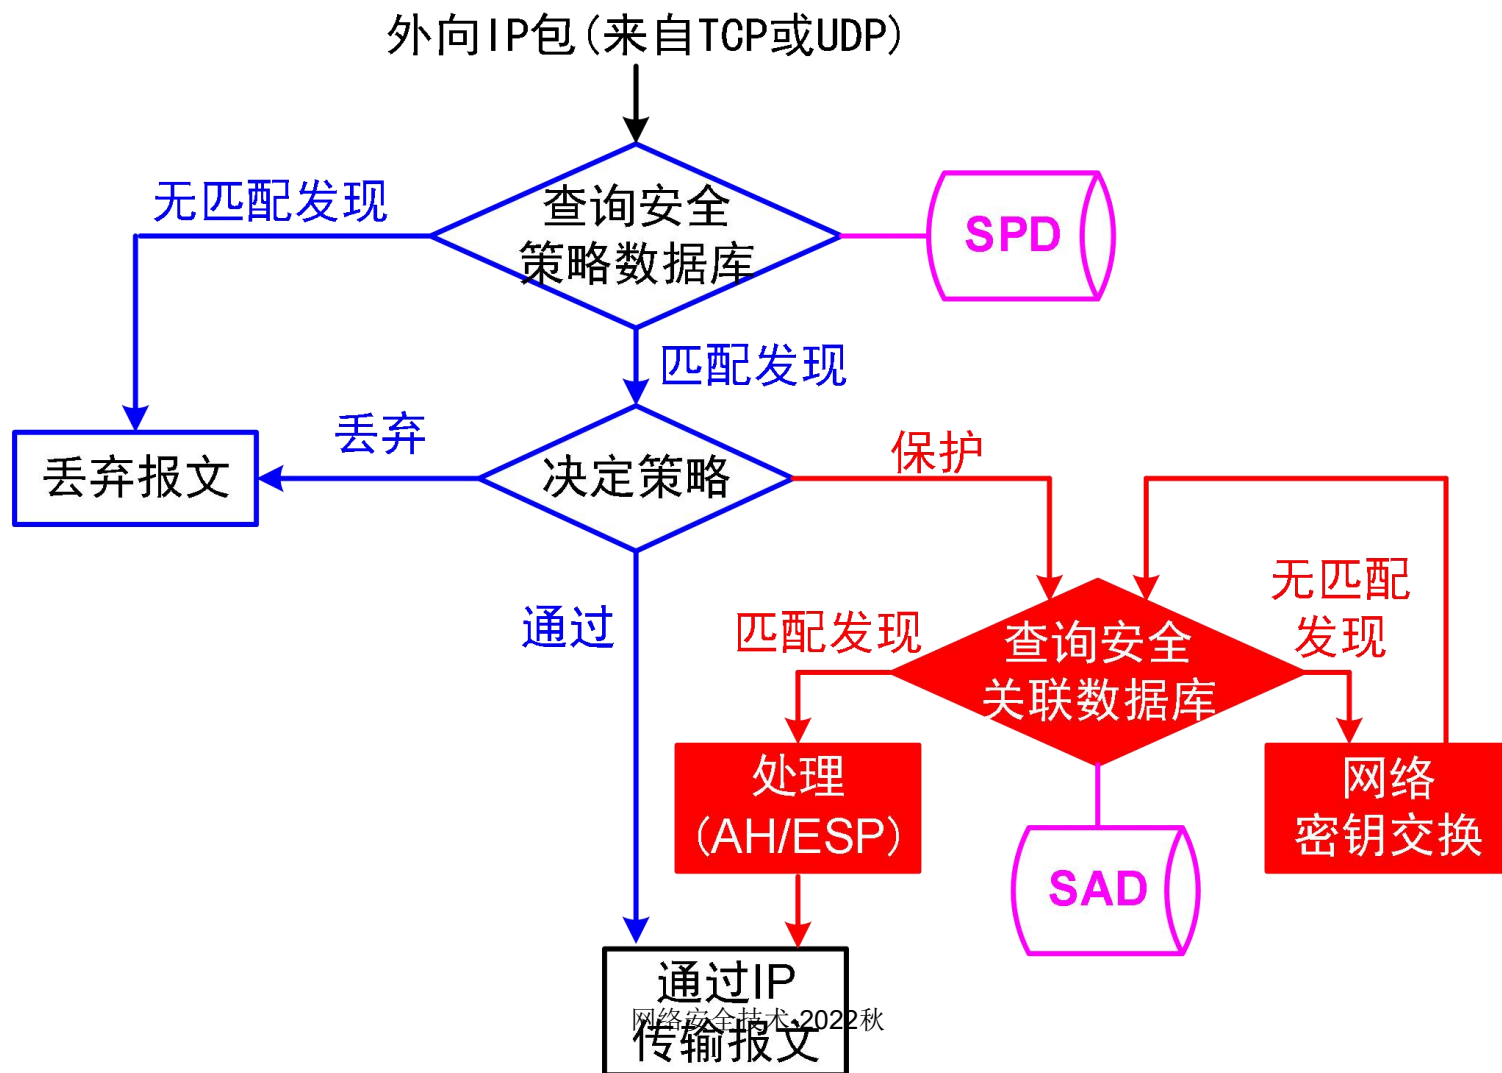 外向IP包(来自TCP或UDP)
无匹配发现
查询安全
策略数据库
SPD
匹配发现
丢弃
丢弃报文
决定策略
保护
通过
匹配发现
查询安全
关联数据库
无匹配
发现
处理
(AH/ESP)
SAD
网络
密钥交换
通过IP
传输报文
网络安全技术-2022秋